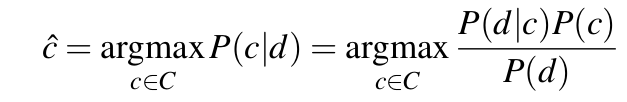 ĉ = argmax P(c|d) = argmax P(d|c)P(c) / P(d)
c∈C c∈C